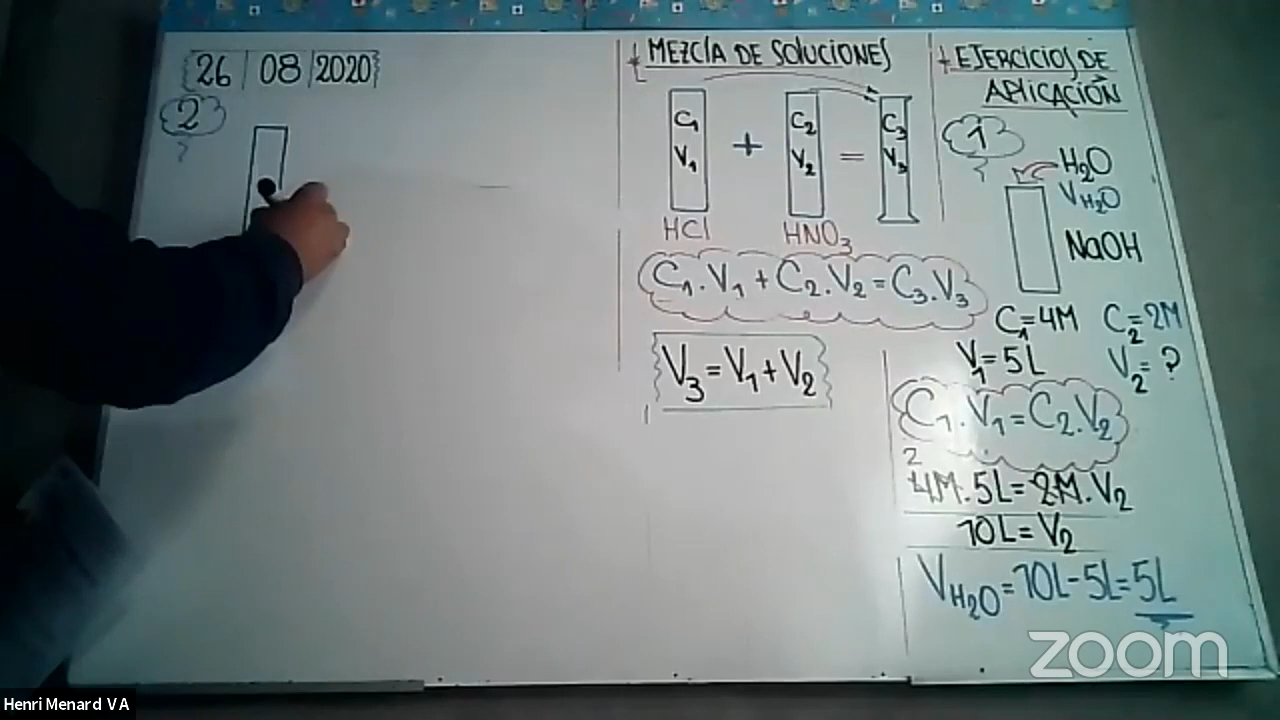 26 | 08 | 2020
2
MEZCLA DE SOLUCIONES
C₁ C₂ C₃
+ =
V₁ V₂ V₃
HCl HNO₃
C₁.V₁ + C₂.V₂ = C₃.V₃
V₃ = V₁ + V₂
EJERCICIOS DE
APLICACIÓN
1
H₂O
V H₂O
NaOH
C₁=4M C₂=2M
V₁=5L V₂=?
C₁.V₁=C₂.V₂
2
4M.5L=2M.V₂
10L=V₂
V H₂O=10L-5L=5L
zoom
Henri Menard VA